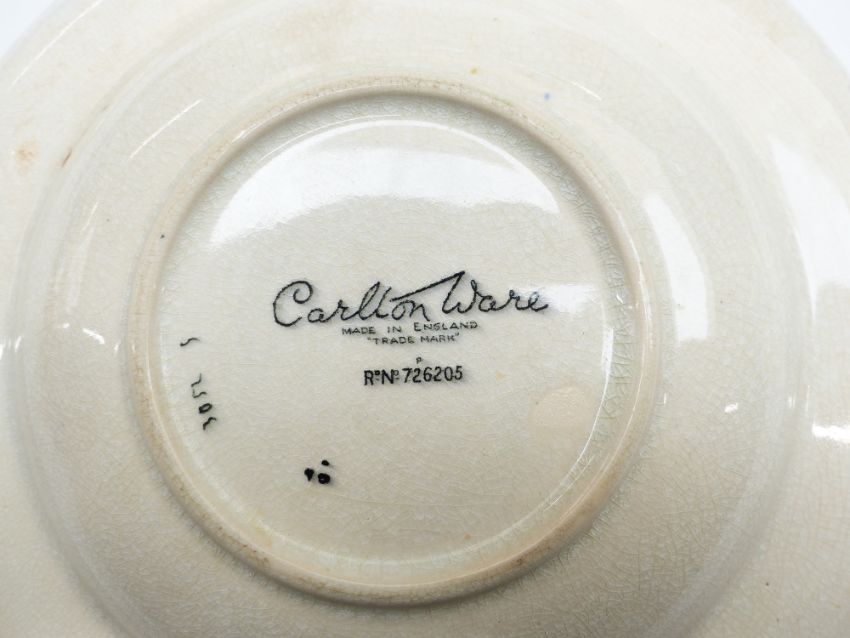 Carlton Ware
MADE IN ENGLAND
"TRADE MARK"
P
RᵈNº 726205